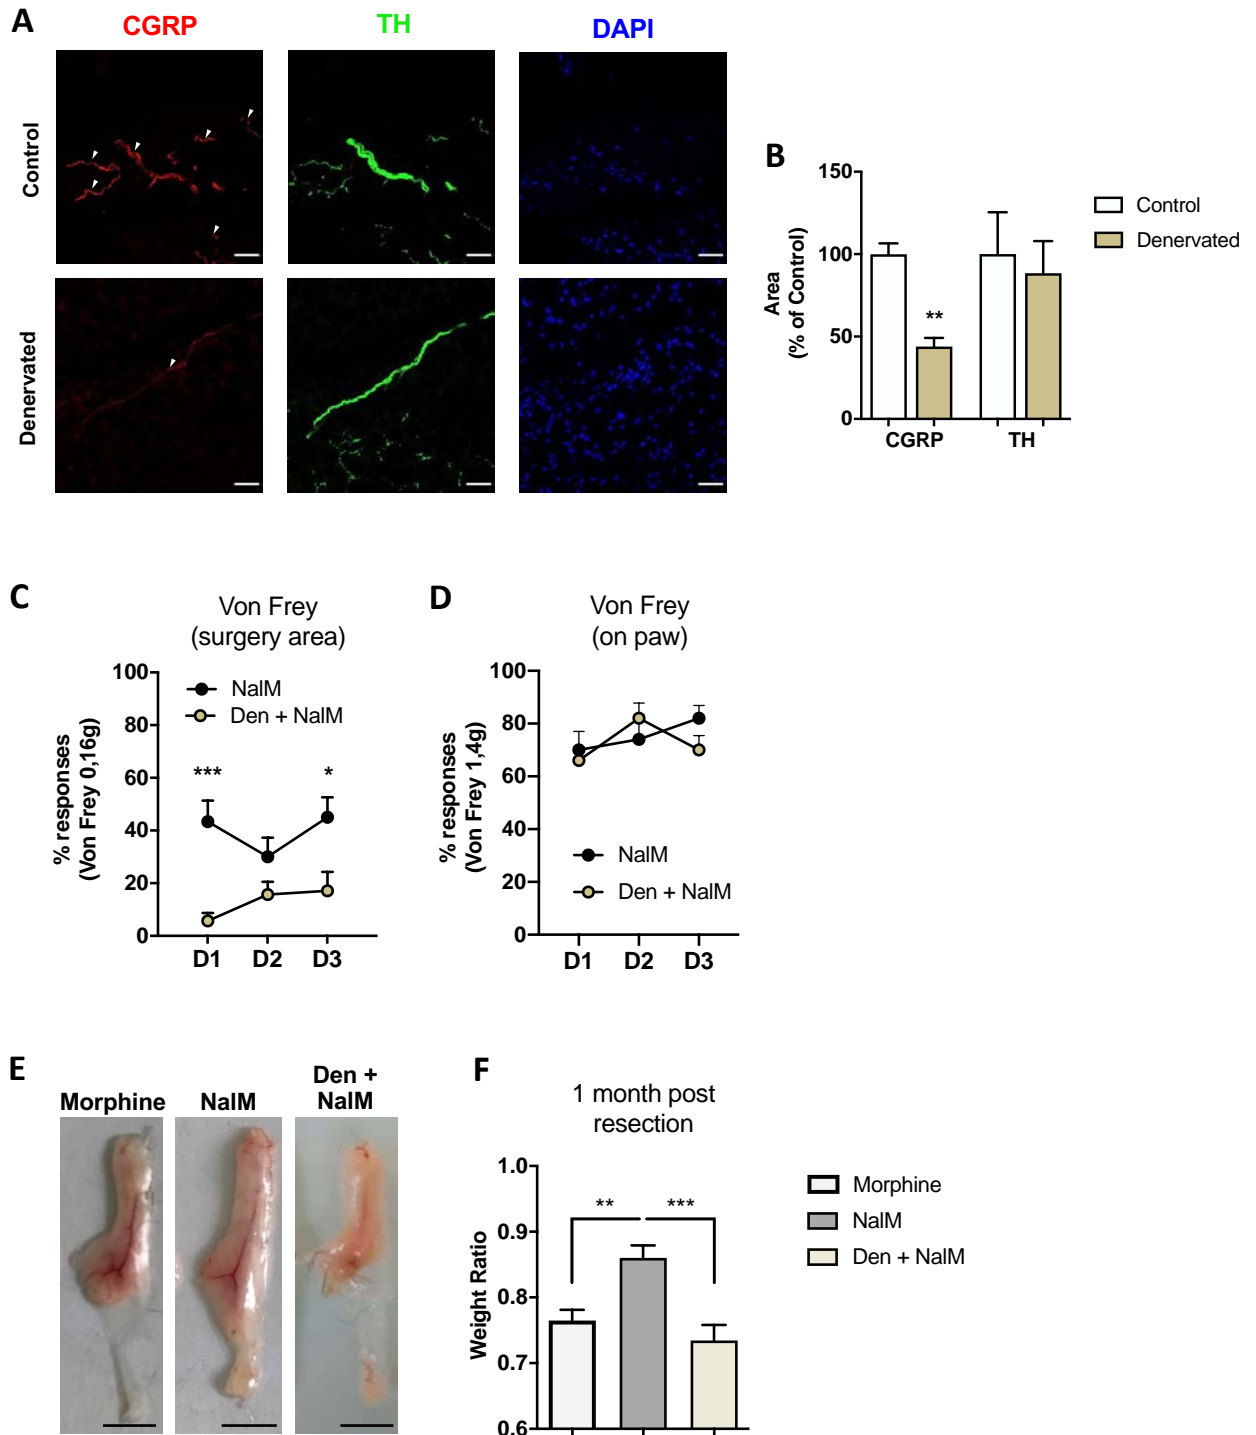 A
CGRP
TH
DAPI
Control
Denervated
B
Area
(% of Control)
150
100
50
0
**
CGRP
TH
Control
Denervated
C
Von Frey
(surgery area)
% responses
(Von Frey 0,16g)
100
80
60
40
20
0
NalM
Den + NalM
***
*
D1
D2
D3
D
Von Frey
(on paw)
% responses
(Von Frey 1,4g)
100
80
60
40
20
0
NalM
Den + NalM
D1
D2
D3
E
Morphine
NalM
Den +
NalM
F
1 month post
resection
Weight Ratio
1.0
0.9
0.8
0.7
0.6
**
***
Morphine
NalM
Den + NalM